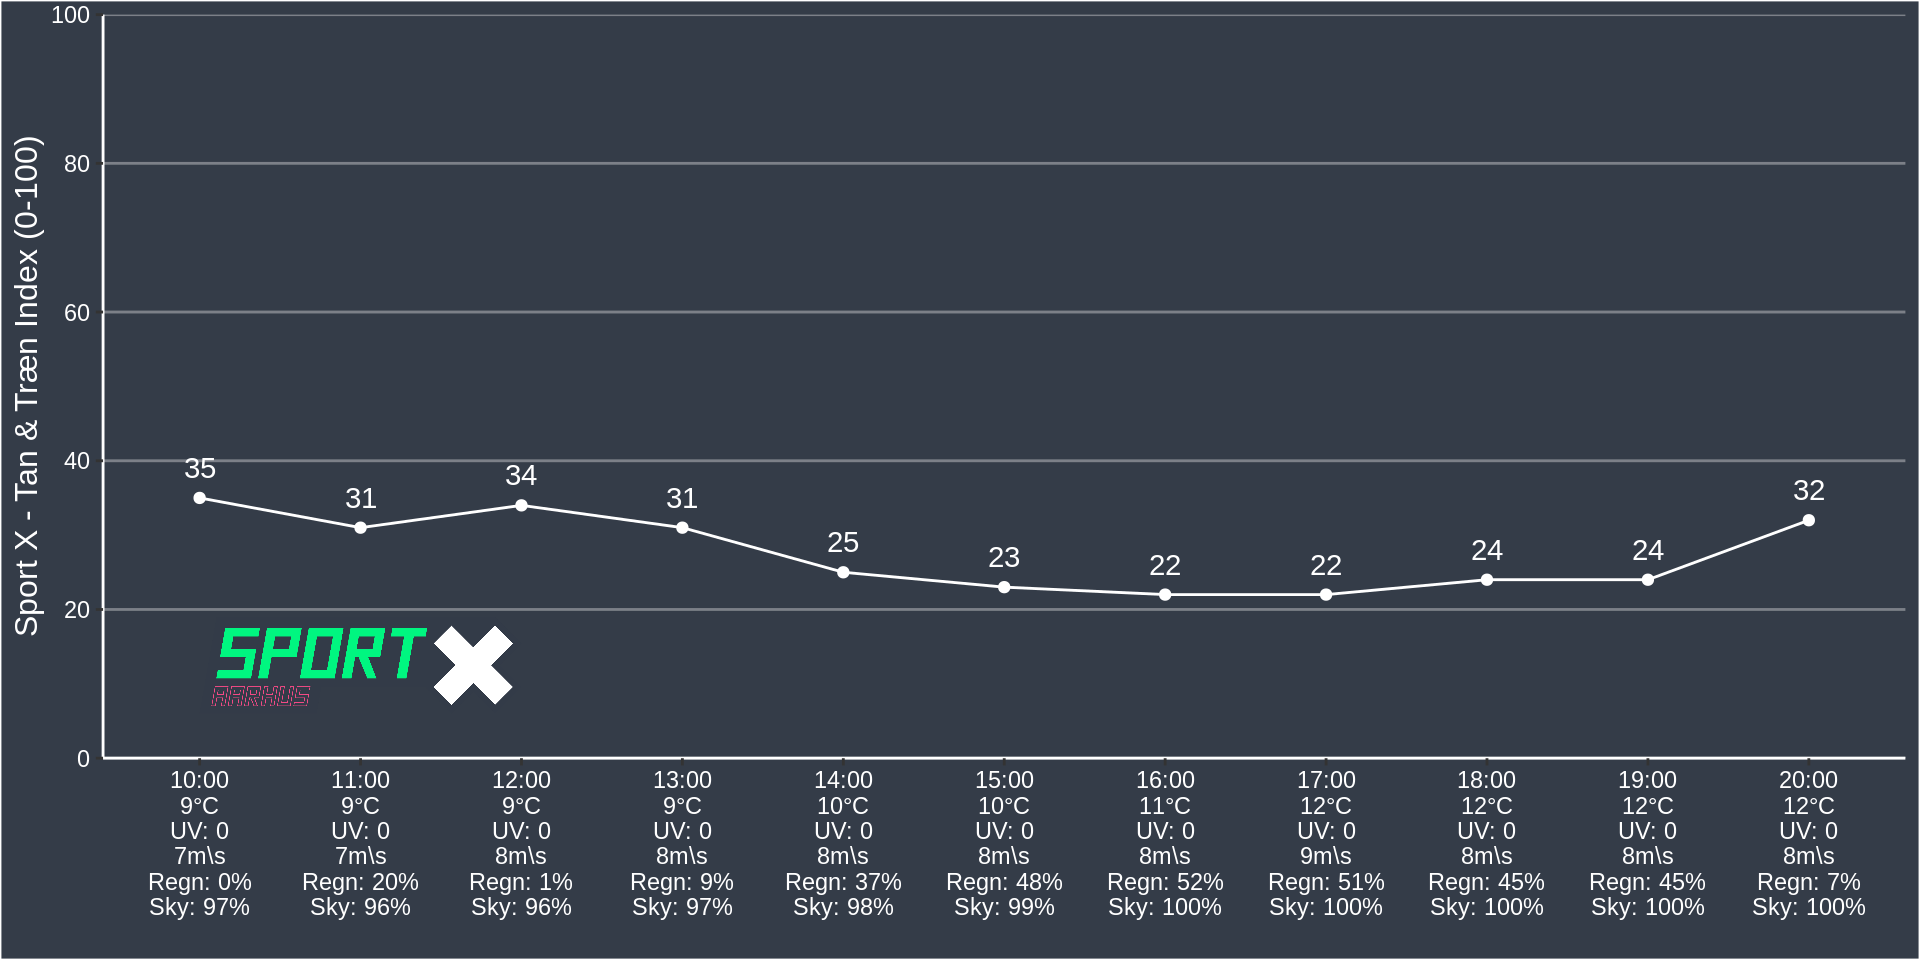 Sport X - Tan & Træn Index (0-100)
100
80
60
40
20
0
35
31
34
31
25
23
22
22
24
24
32
SPORT X
AARHUS
10:00 11:00 12:00 13:00 14:00 15:00 16:00 17:00 18:00 19:00 20:00
9°C 9°C 9°C 9°C 10°C 10°C 11°C 12°C 12°C 12°C 12°C
UV: 0 UV: 0 UV: 0 UV: 0 UV: 0 UV: 0 UV: 0 UV: 0 UV: 0 UV: 0 UV: 0
7m\s 7m\s 8m\s 8m\s 8m\s 8m\s 8m\s 9m\s 8m\s 8m\s 8m\s
Regn: 0% Regn: 20% Regn: 1% Regn: 9% Regn: 37% Regn: 48% Regn: 52% Regn: 51% Regn: 45% Regn: 45% Regn: 7%
Sky: 97% Sky: 96% Sky: 96% Sky: 97% Sky: 98% Sky: 99% Sky: 100% Sky: 100% Sky: 100% Sky: 100% Sky: 100%